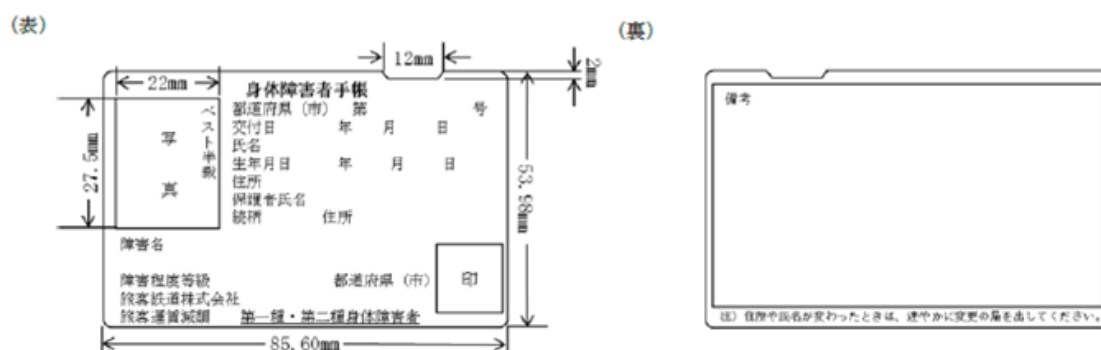 (表)
(裏)
12mm
2mm
22mm
身体障害者手帳
都道府県（市） 第 号
交付日 年 月 日
氏名
生年月日 年 月 日
住所
保護者氏名
続柄 住所
ベスト半裁
写真
27.5mm
53.98mm
障害名
障害程度等級 都道府県（市） 印
旅客鉄道株式会社
旅客運賃減額 第一種・第二種身体障害者
85.60mm
備考
注）住所や氏名が変わったときは、速やかに変更の届を出してください。